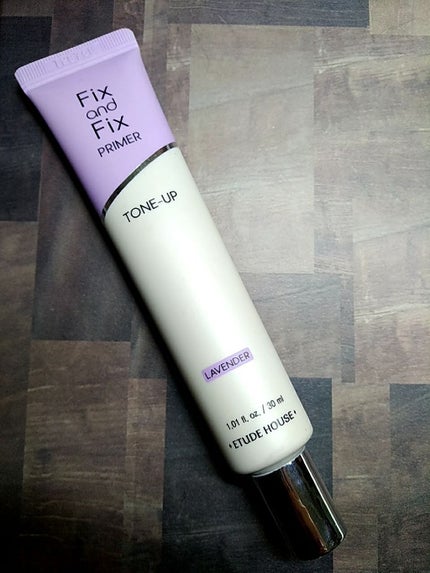 Fix
and
Fix
PRIMER
TONE-UP
LAVENDER
1.01 fl. oz. / 30 ml
'ETUDE HOUSE'